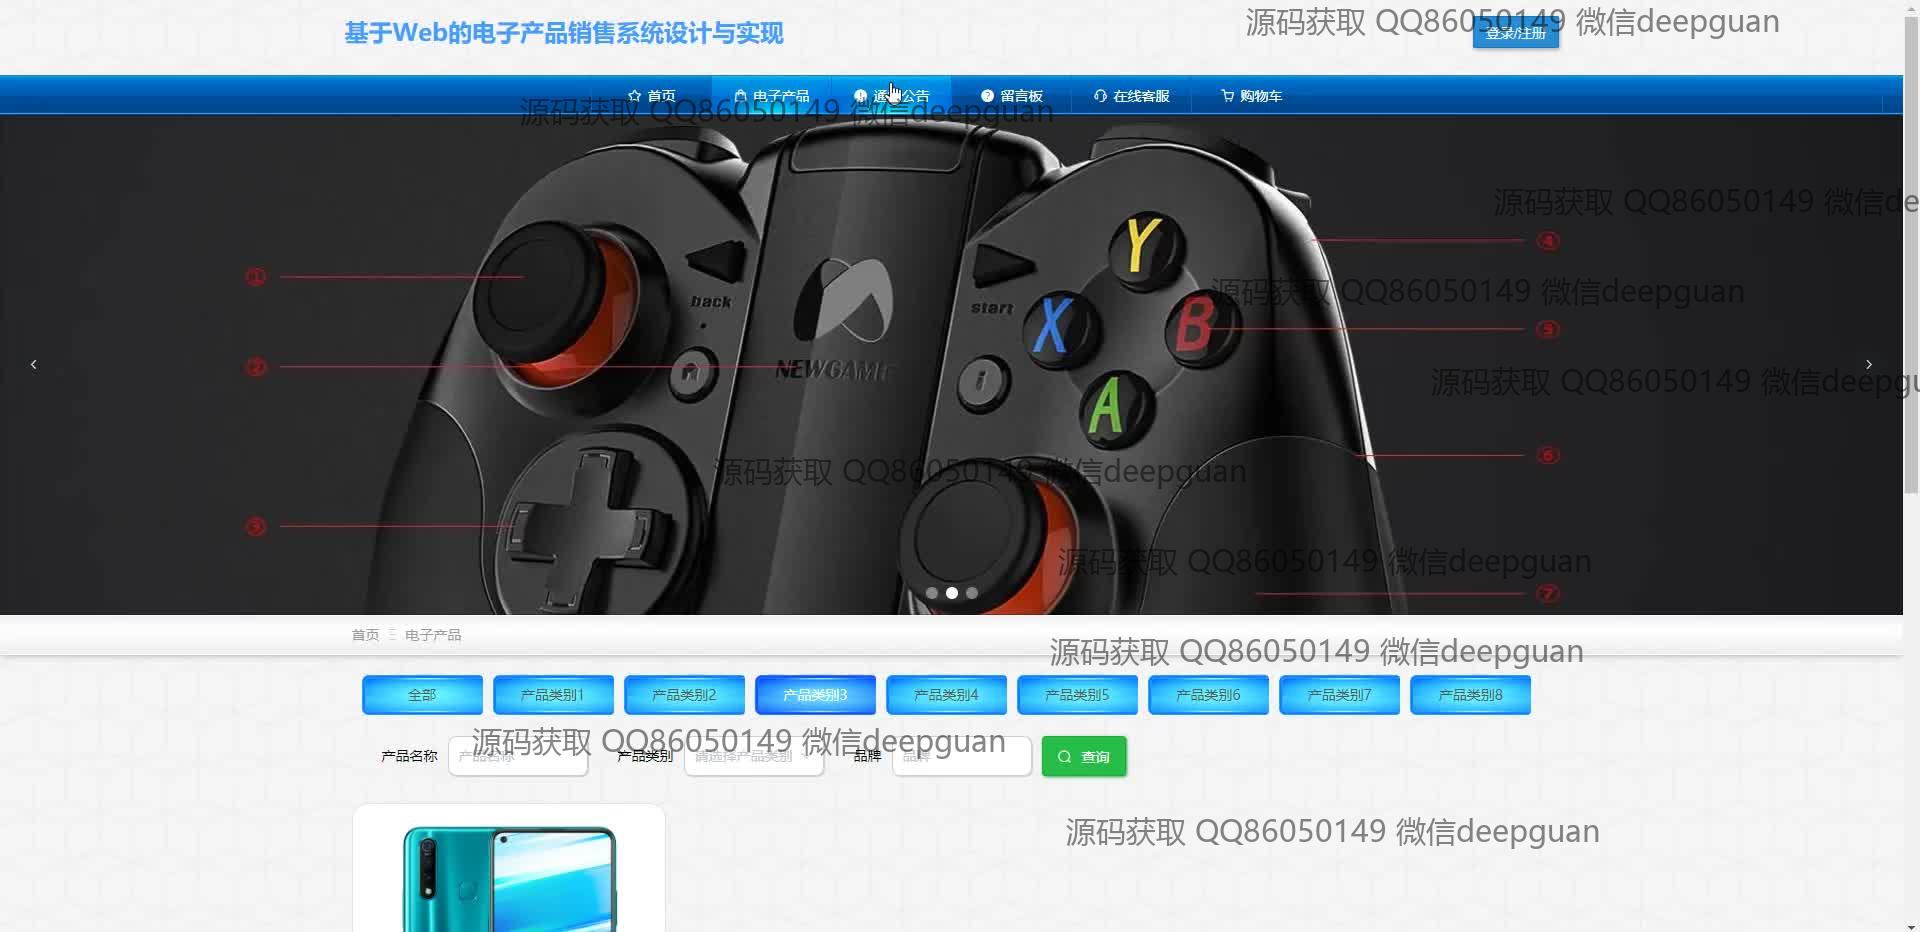 基于Web的电子产品销售系统设计与实现
源码获取 QQ86050149 微信deepguan
登录/注册
首页 电子产品 通知公告 留言板 在线客服 购物车
源码获取 QQ86050149 微信deepguan
源码获取 QQ86050149 微信de
Y
① ④
back start
X B
源码获取 QQ86050149 微信deepguan
⑤
② NEWGAME
源码获取 QQ86050149 微信deepgu
A
⑥
源码获取 QQ86050149 微信deepguan
③
源码获取 QQ86050149 微信deepguan
⑦
首页 电子产品
源码获取 QQ86050149 微信deepguan
全部 产品类别1 产品类别2 产品类别3 产品类别4 产品类别5 产品类别6 产品类别7 产品类别8
源码获取 QQ86050149 微信deepguan
产品名称 产品名称 产品类别 请选择产品类别 品牌 品牌 查询
源码获取 QQ86050149 微信deepguan